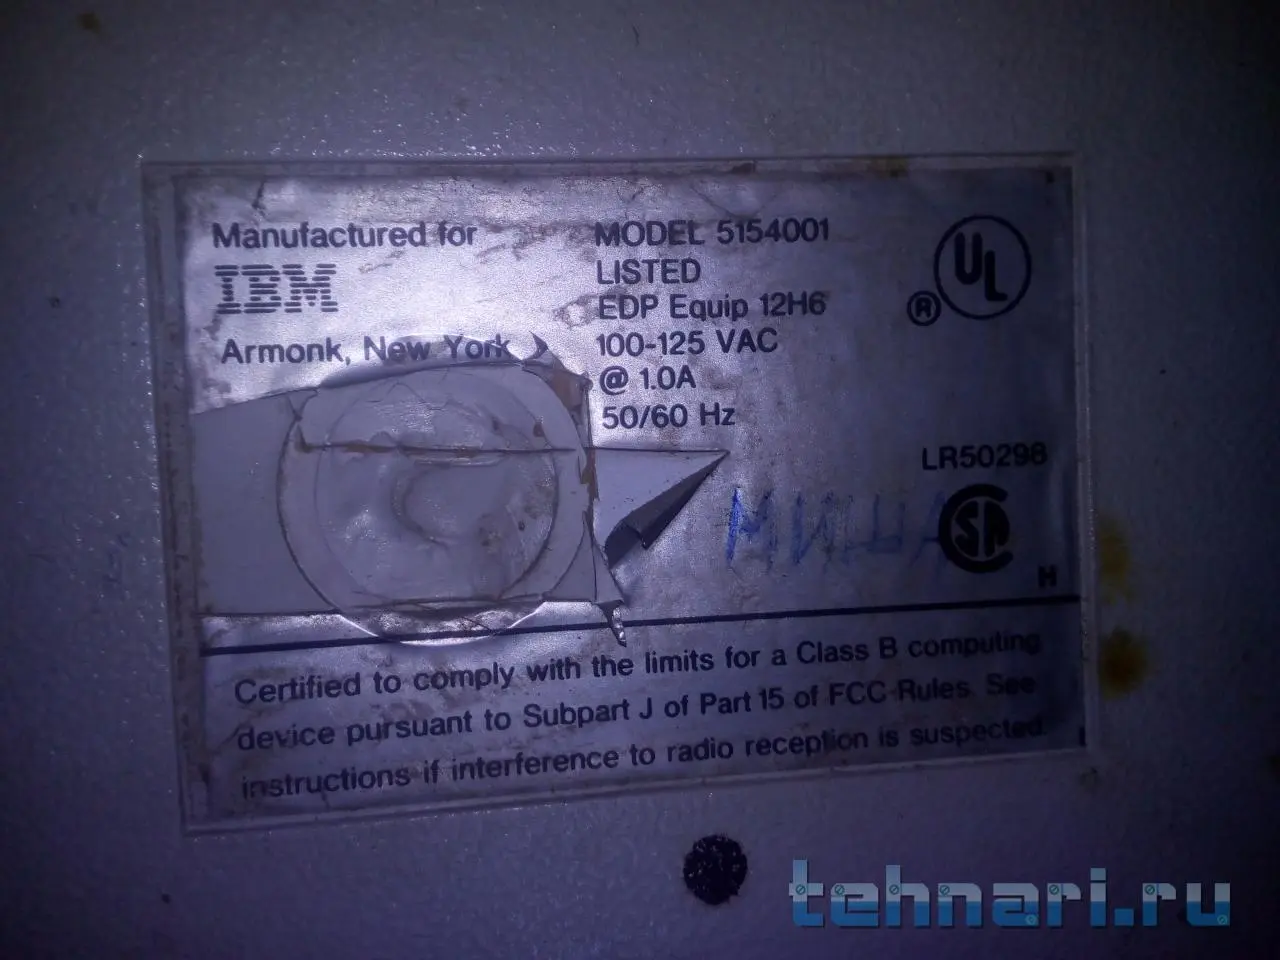 Manufactured for
IBM
Armonk, New York
MODEL 5154001
LISTED
EDP Equip 12H6
100-125 VAC
@ 1.0A
50/60 Hz
UL
®
LR50298
МИША
SA
H
Certified to comply with the limits for a Class B computing
device pursuant to Subpart J of Part 15 of FCC Rules. See
instructions if interference to radio reception is suspected.
tehnari.ru